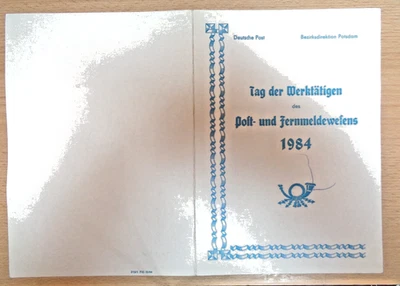 Deutsche Post
Bezirksdirektion Potsdam
Tag der Werktätigen
des
Post- und Fernmeldewesens
1984